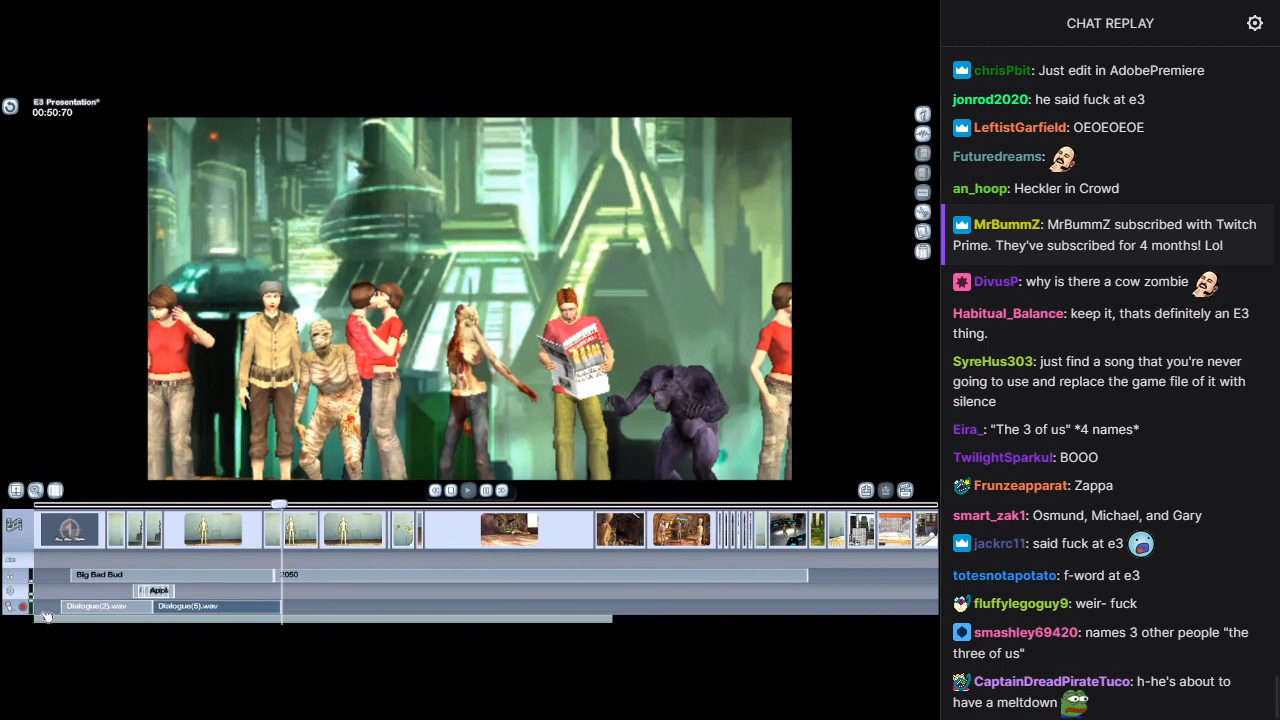 CHAT REPLAY
chrisPbit: Just edit in AdobePremiere
jonrod2020: he said fuck at e3
LeftistGarfield: OEOEOEOE
Futuredreams:
an_hoop: Heckler in Crowd
MrBummZ: MrBummZ subscribed with Twitch
Prime. They've subscribed for 4 months! Lol
DivusP: why is there a cow zombie
Habitual_Balance: keep it, thats definitely an E3
thing.
SyreHus303: just find a song that you're never
going to use and replace the game file of it with
silence
Eira_: "The 3 of us" *4 names*
TwilightSparkul: BOOO
Frunzeapparat: Zappa
smart_zak1: Osmund, Michael, and Gary
jackrc11: said fuck at e3
totesnotapotato: f-word at e3
fluffylegoguy9: weir- fuck
smashley69420: names 3 other people "the
three of us"
CaptainDreadPirateTuco: h-he's about to
have a meltdown
E3 Presentation*
00:50:70
Big Bad Bud
2050
Appl
Dialogue(2).wav
Dialogue(5).wav